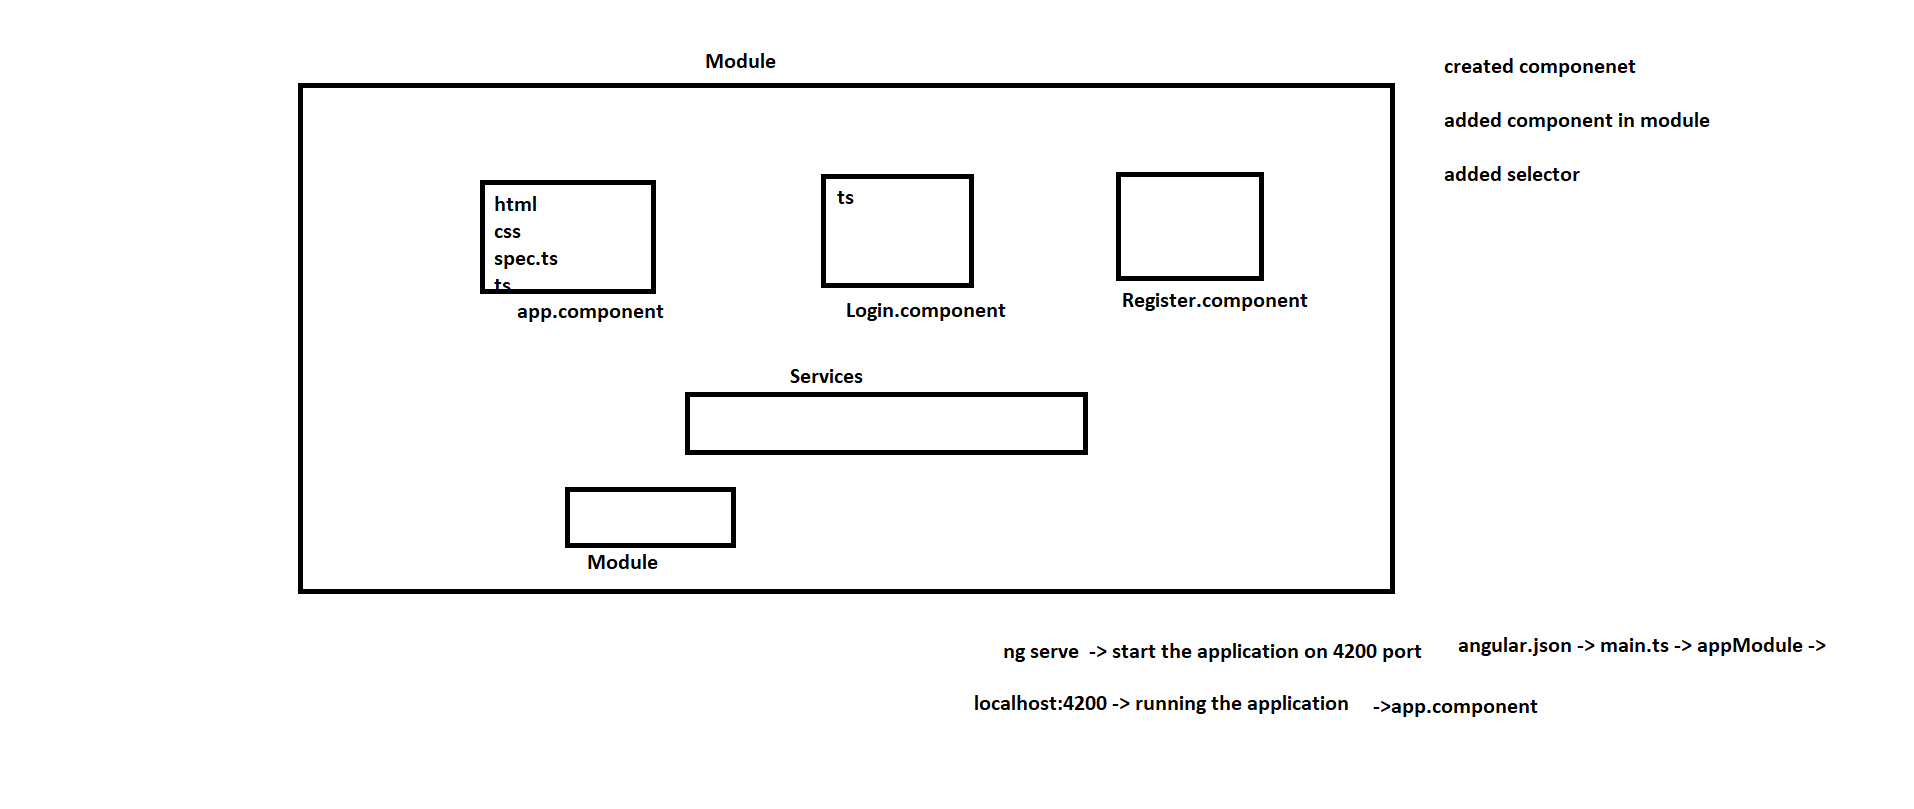 Module
created componenet
added component in module
added selector
html
css
spec.ts
ts
app.component
ts
Login.component
Register.component
Services
Module
ng serve -> start the application on 4200 port
angular.json -> main.ts -> appModule ->
localhost:4200 -> running the application
->app.component